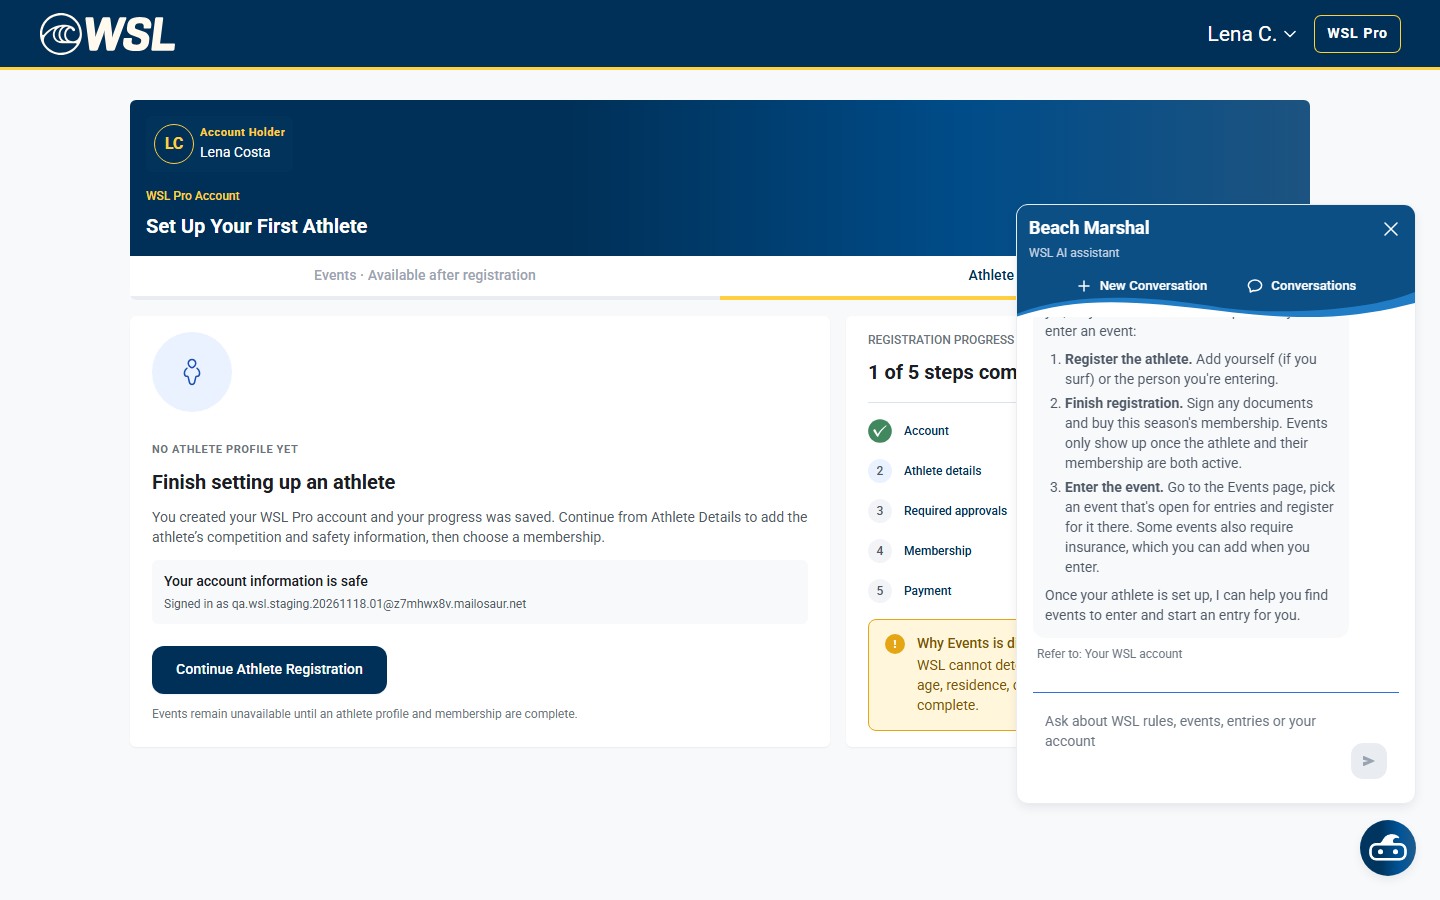 WSL
Lena C.
WSL Pro
LC
Account Holder
Lena Costa
WSL Pro Account
Set Up Your First Athlete
Events · Available after registration
Athlete
NO ATHLETE PROFILE YET
Finish setting up an athlete
You created your WSL Pro account and your progress was saved. Continue from Athlete Details to add the
athlete's competition and safety information, then choose a membership.
Your account information is safe
Signed in as qa.wsl.staging.20261118.01@z7mhwx8v.mailosaur.net
Continue Athlete Registration
Events remain unavailable until an athlete profile and membership are complete.
REGISTRATION PROGRESS
1 of 5 steps com
Account
2 Athlete details
3 Required approvals
4 Membership
5 Payment
Why Events is d
WSL cannot det
age, residence,
complete.
Beach Marshal
WSL AI assistant
New Conversation
Conversations
enter an event:
1. Register the athlete. Add yourself (if you
surf) or the person you're entering.
2. Finish registration. Sign any documents
and buy this season's membership. Events
only show up once the athlete and their
membership are both active.
3. Enter the event. Go to the Events page, pick
an event that's open for entries and register
for it there. Some events also require
insurance, which you can add when you
enter.
Once your athlete is set up, I can help you find
events to enter and start an entry for you.
Refer to: Your WSL account
Ask about WSL rules, events, entries or your
account